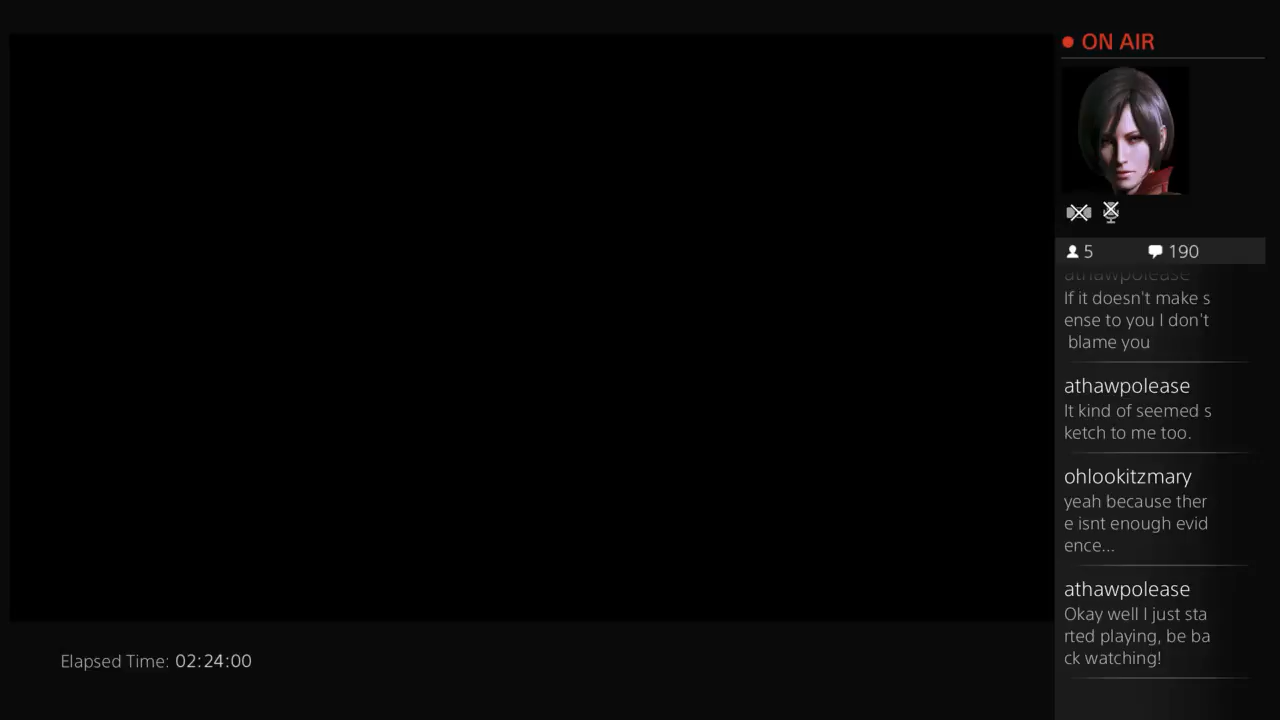 ON AIR
5 190
athawpolease
If it doesn't make s
ense to you I don't
blame you
athawpolease
It kind of seemed s
ketch to me too.
ohlookitzmary
yeah because ther
e isnt enough evid
ence...
athawpolease
Okay well I just sta
rted playing, be ba
ck watching!
Elapsed Time: 02:24:00